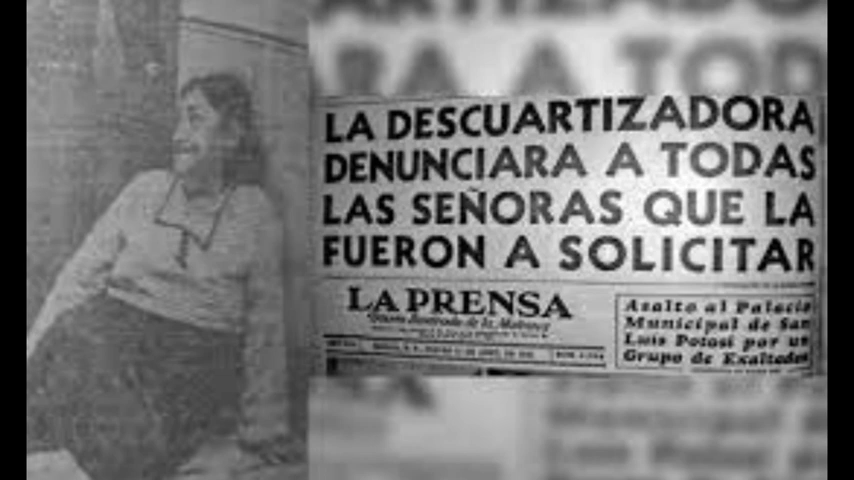 LA DESCUARTIZADORA
DENUNCIARA A TODAS
LAS SEÑORAS QUE LA
FUERON A SOLICITAR
LA PRENSA
Asalto al Palacio
Municipal de San
Luis Potosí por un
Grupo de Exaltados